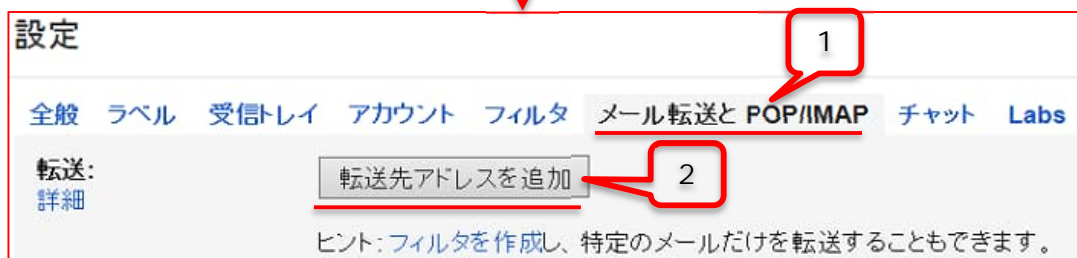 設定
1
全般 ラベル 受信トレイ アカウント フィルタ メール転送と POP/IMAP チャット Labs
転送: 転送先アドレスを追加 2
詳細
ヒント: フィルタを作成し、特定のメールだけを転送することもできます。